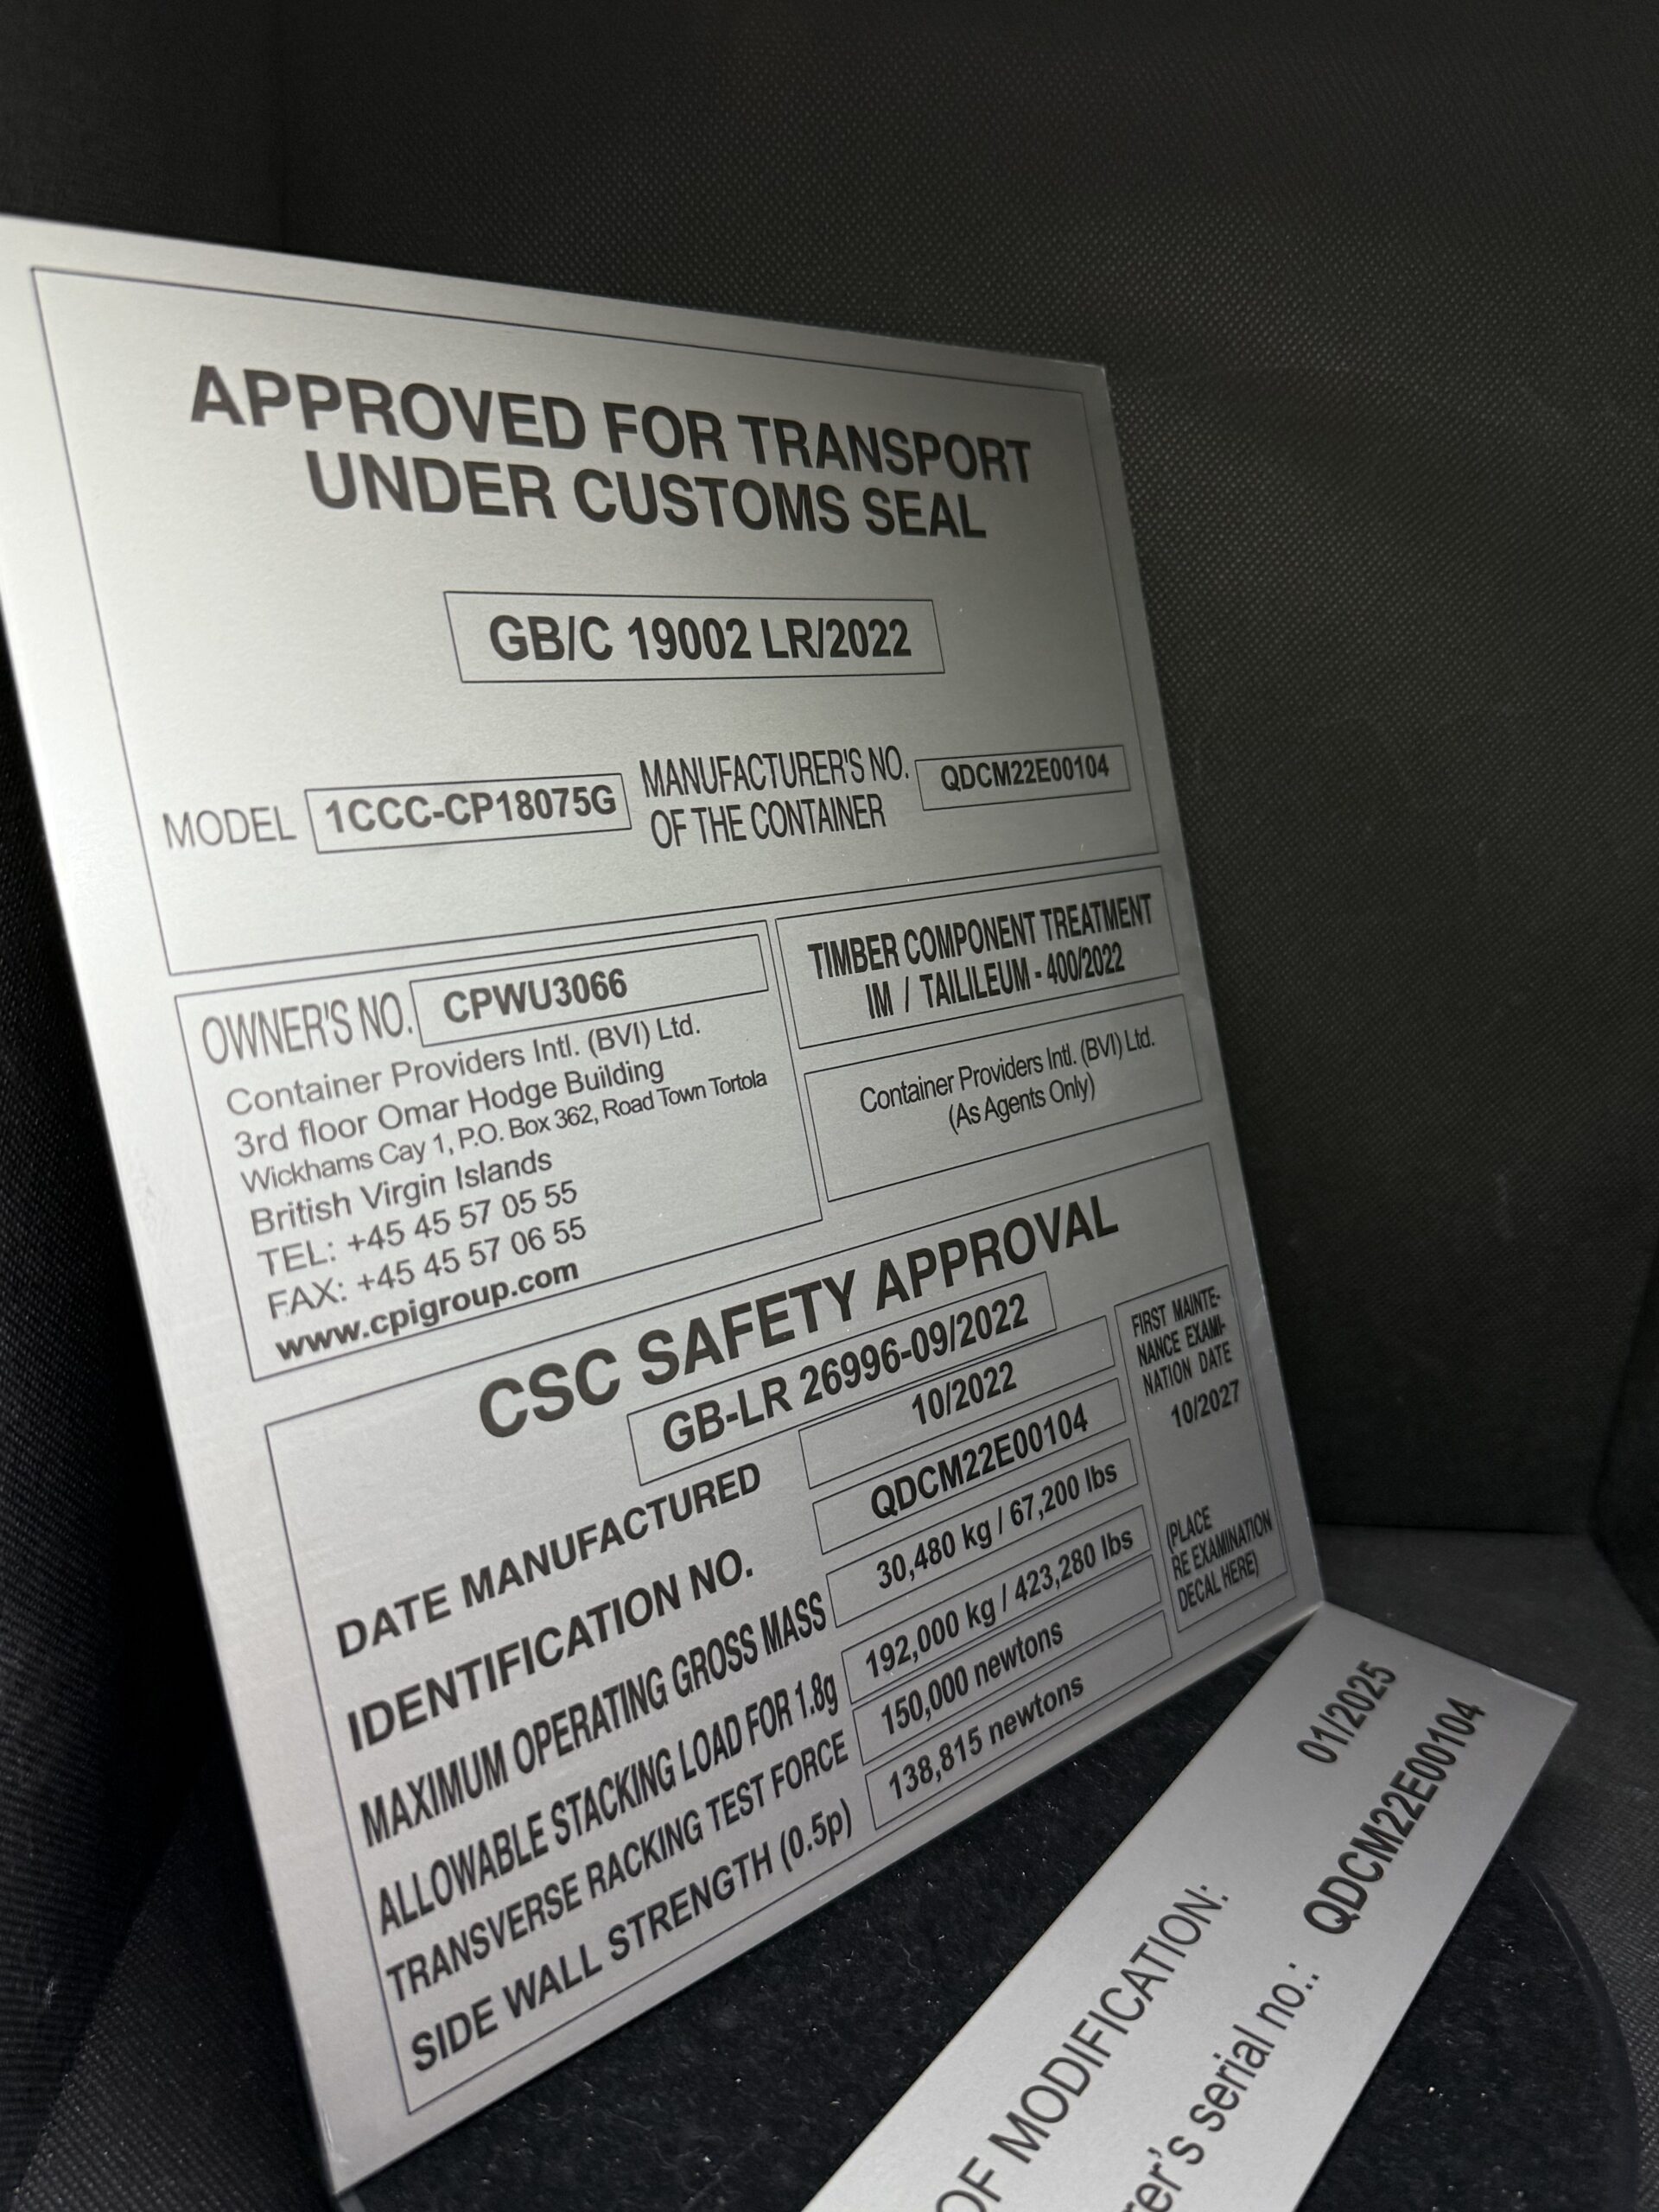 APPROVED FOR TRANSPORT
UNDER CUSTOMS SEAL
GB/C 19002 LR/2022
MODEL 1CCC-CP18075G MANUFACTURER'S NO. OF THE CONTAINER QDCM22E00104
OWNER'S NO. CPWU3066
Container Providers Intl. (BVI) Ltd.
3rd floor Omar Hodge Building
Wickhams Cay 1, P.O. Box 362, Road Town Tortola
British Virgin Islands
TEL: +45 45 57 05 55
FAX: +45 45 57 06 55
www.cpigroup.com
TIMBER COMPONENT TREATMENT
IM / TAILILEUM - 400/2022
Container Providers Intl. (BVI) Ltd.
(As Agents Only)
CSC SAFETY APPROVAL
GB-LR 26996-09/2022
DATE MANUFACTURED 10/2022
IDENTIFICATION NO. QDCM22E00104
MAXIMUM OPERATING GROSS MASS 30,480 kg / 67,200 lbs
ALLOWABLE STACKING LOAD FOR 1.8g 192,000 kg / 423,280 lbs
TRANSVERSE RACKING TEST FORCE 150,000 newtons
SIDE WALL STRENGTH (0.5p) 138,815 newtons
FIRST MAINTE-
NANCE EXAMI-
NATION DATE
10/2027
(PLACE
RE EXAMINATION
DECAL HERE)
OF MODIFICATION: 01/2025
rer's serial no.: QDCM22E00104